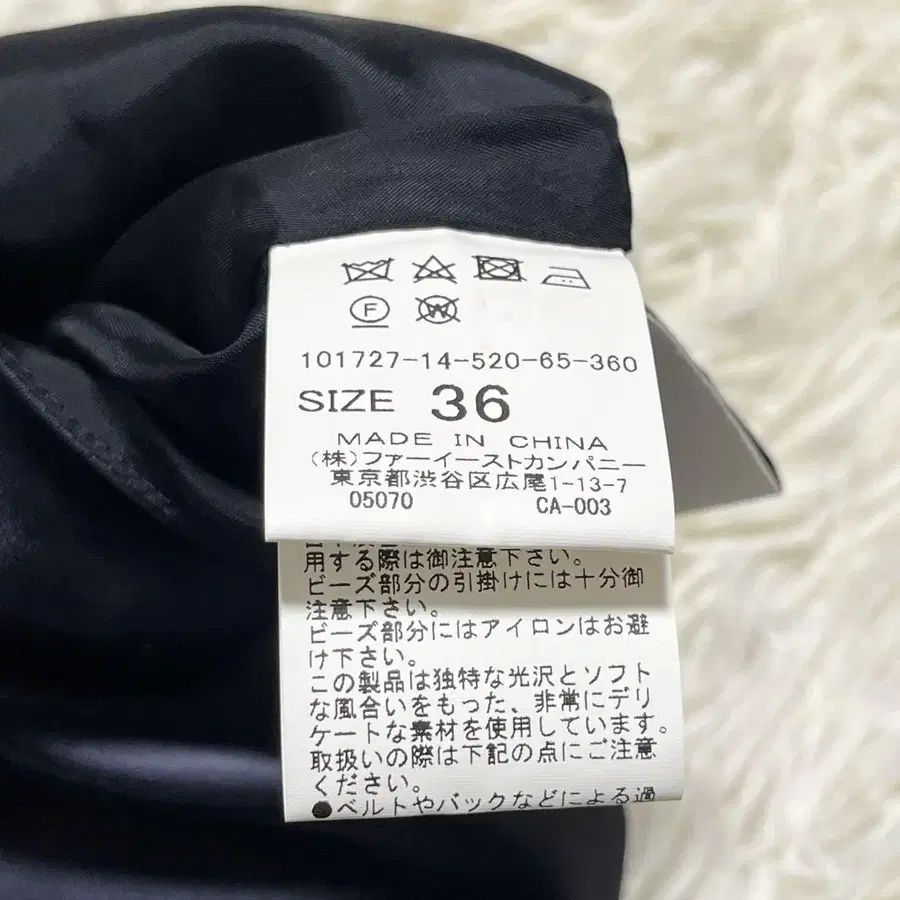 F
W
101727-14-520-65-360
SIZE 36
MADE IN CHINA
(株)ファーイーストカンパニー
東京都渋谷区広尾1-13-7
05070 CA-003
用する際は御注意下さい。
ビーズ部分の引掛けには十分御
注意下さい。
ビーズ部分にはアイロンはお避
け下さい。
この製品は独特な光沢とソフト
な風合いをもった、非常にデリ
ケートな素材を使用しています。
取扱いの際は下記の点にご注意
ください。
●ベルトやバックなどによる過